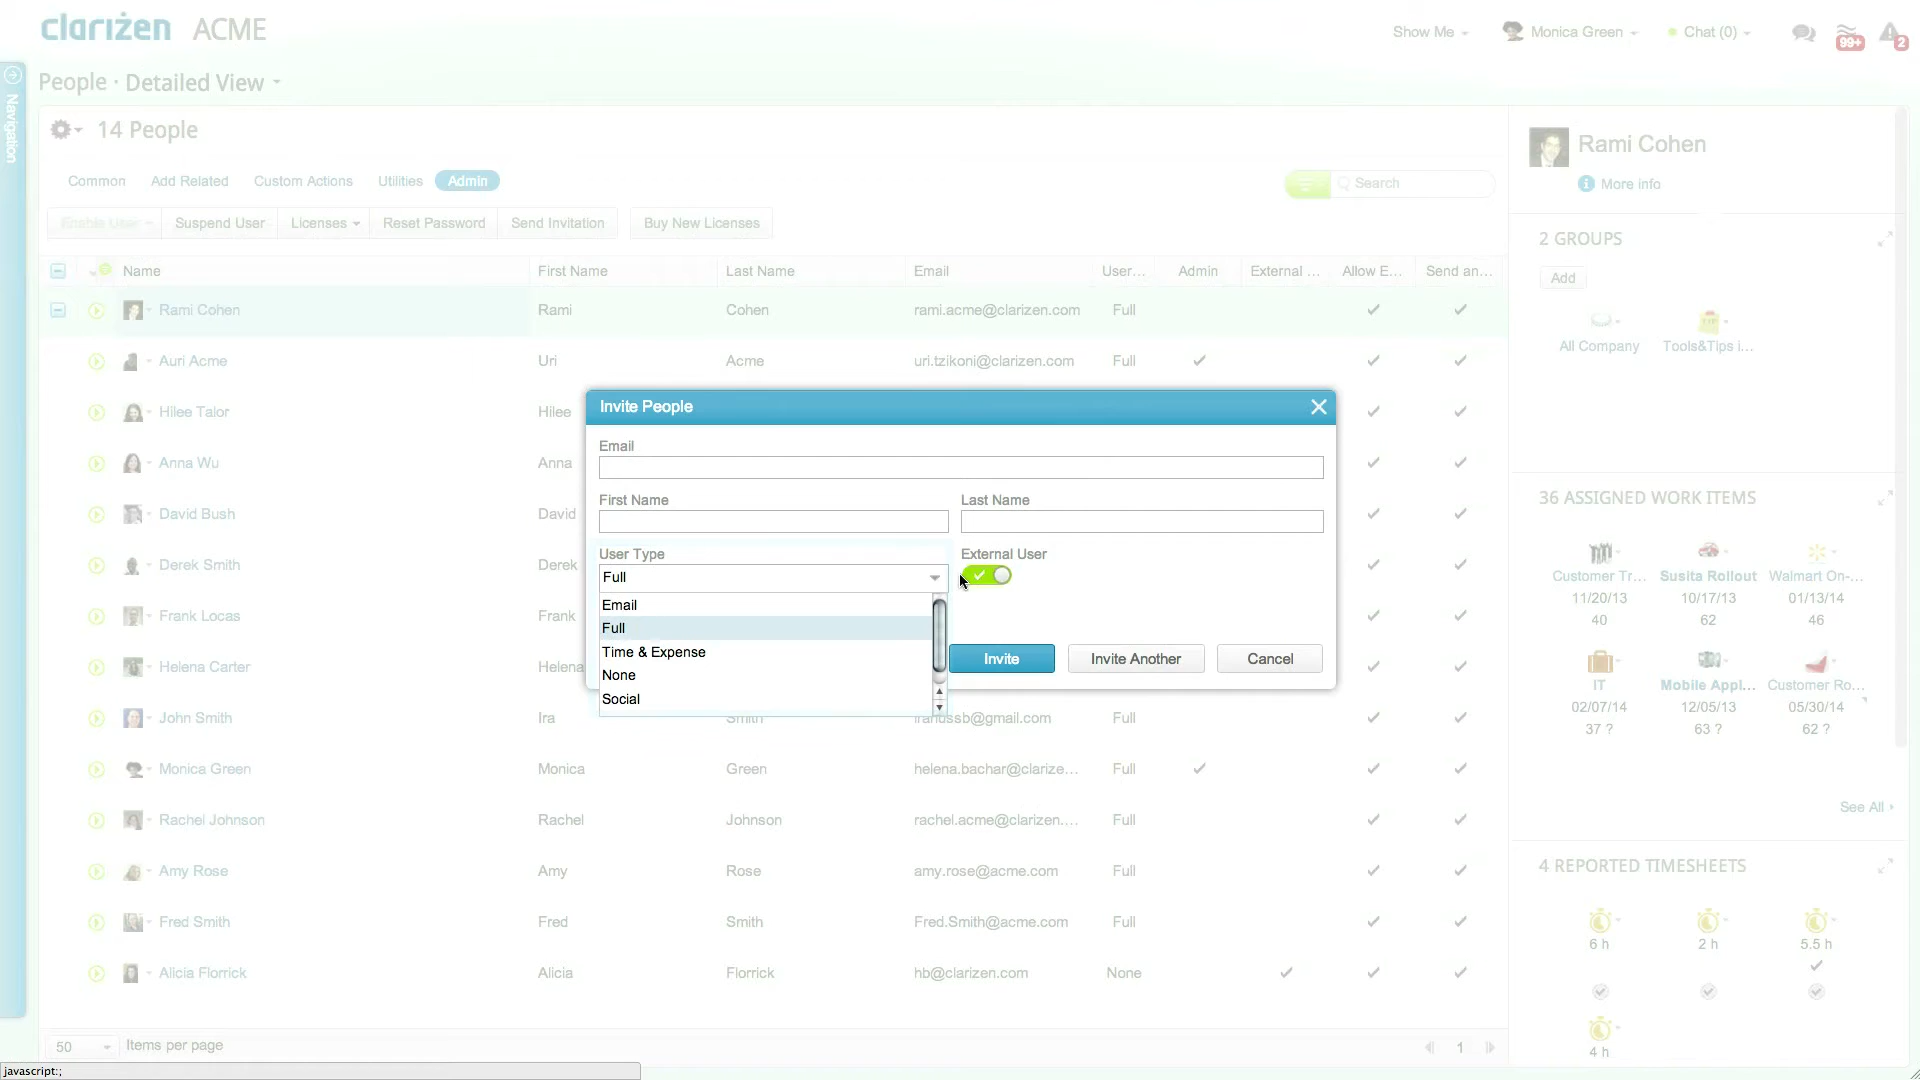 clarizen ACME
Show Me
Monica Green
Chat (0)
99+
2
Navigation
People · Detailed View
14 People
Common Add Related Custom Actions Utilities Admin
Search
Enable User Suspend User Licenses Reset Password Send Invitation Buy New Licenses
Name First Name Last Name Email User... Admin External ... Allow E... Send an...
Rami Cohen Rami Cohen rami.acme@clarizen.com Full
Auri Acme Uri Acme uri.tzikoni@clarizen.com Full
Hilee Talor Hilee
Anna Wu Anna
David Bush David
Derek Smith Derek
Frank Locas Frank
Helena Carter Helena
John Smith Ira Smith Full
Monica Green Monica Green helena.bachar@clarize... Full
Rachel Johnson Rachel Johnson rachel.acme@clarizen.... Full
Amy Rose Amy Rose amy.rose@acme.com Full
Fred Smith Fred Smith Fred.Smith@acme.com Full
Alicia Florrick Alicia Florrick hb@clarizen.com None
50 Items per page
1
javascript:;
Invite People
Email
First Name Last Name
User Type External User
Full
Email
Full
Time & Expense
None
Social
Invite Invite Another Cancel
Rami Cohen
More info
2 GROUPS
Add
All Company Tools&Tips i...
36 ASSIGNED WORK ITEMS
Customer Tr... Susita Rollout Walmart On-...
11/20/13 10/17/13 01/13/14
40 62 46
IT Mobile Appl... Customer Ro...
02/07/14 12/05/13 05/30/14
37 ? 63 ? 62 ?
See All
4 REPORTED TIMESHEETS
6 h 2 h 5.5 h
4 h